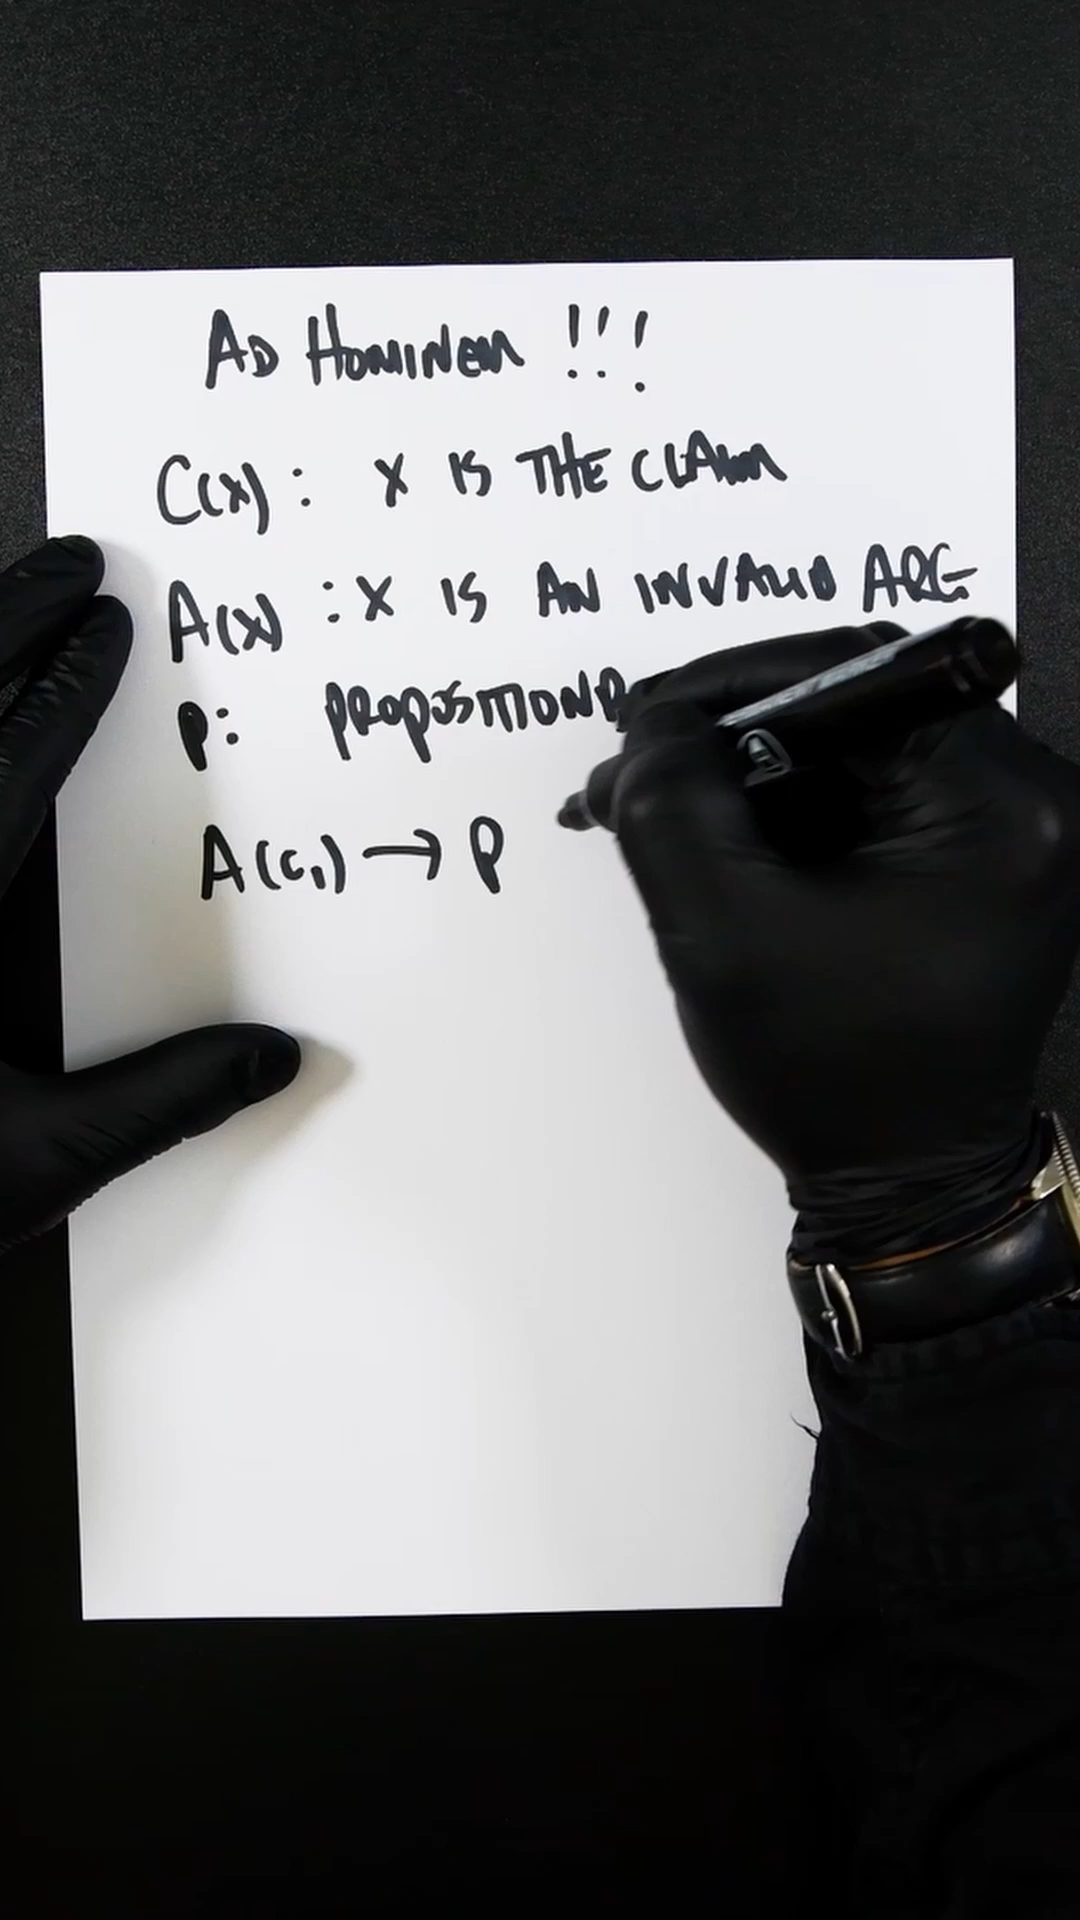 AD HOMINEM !!!
C(x): X IS THE CLAIM
A(x): X IS AN INVALID ARG
P: PROPOSITION P
A(c₁) → P